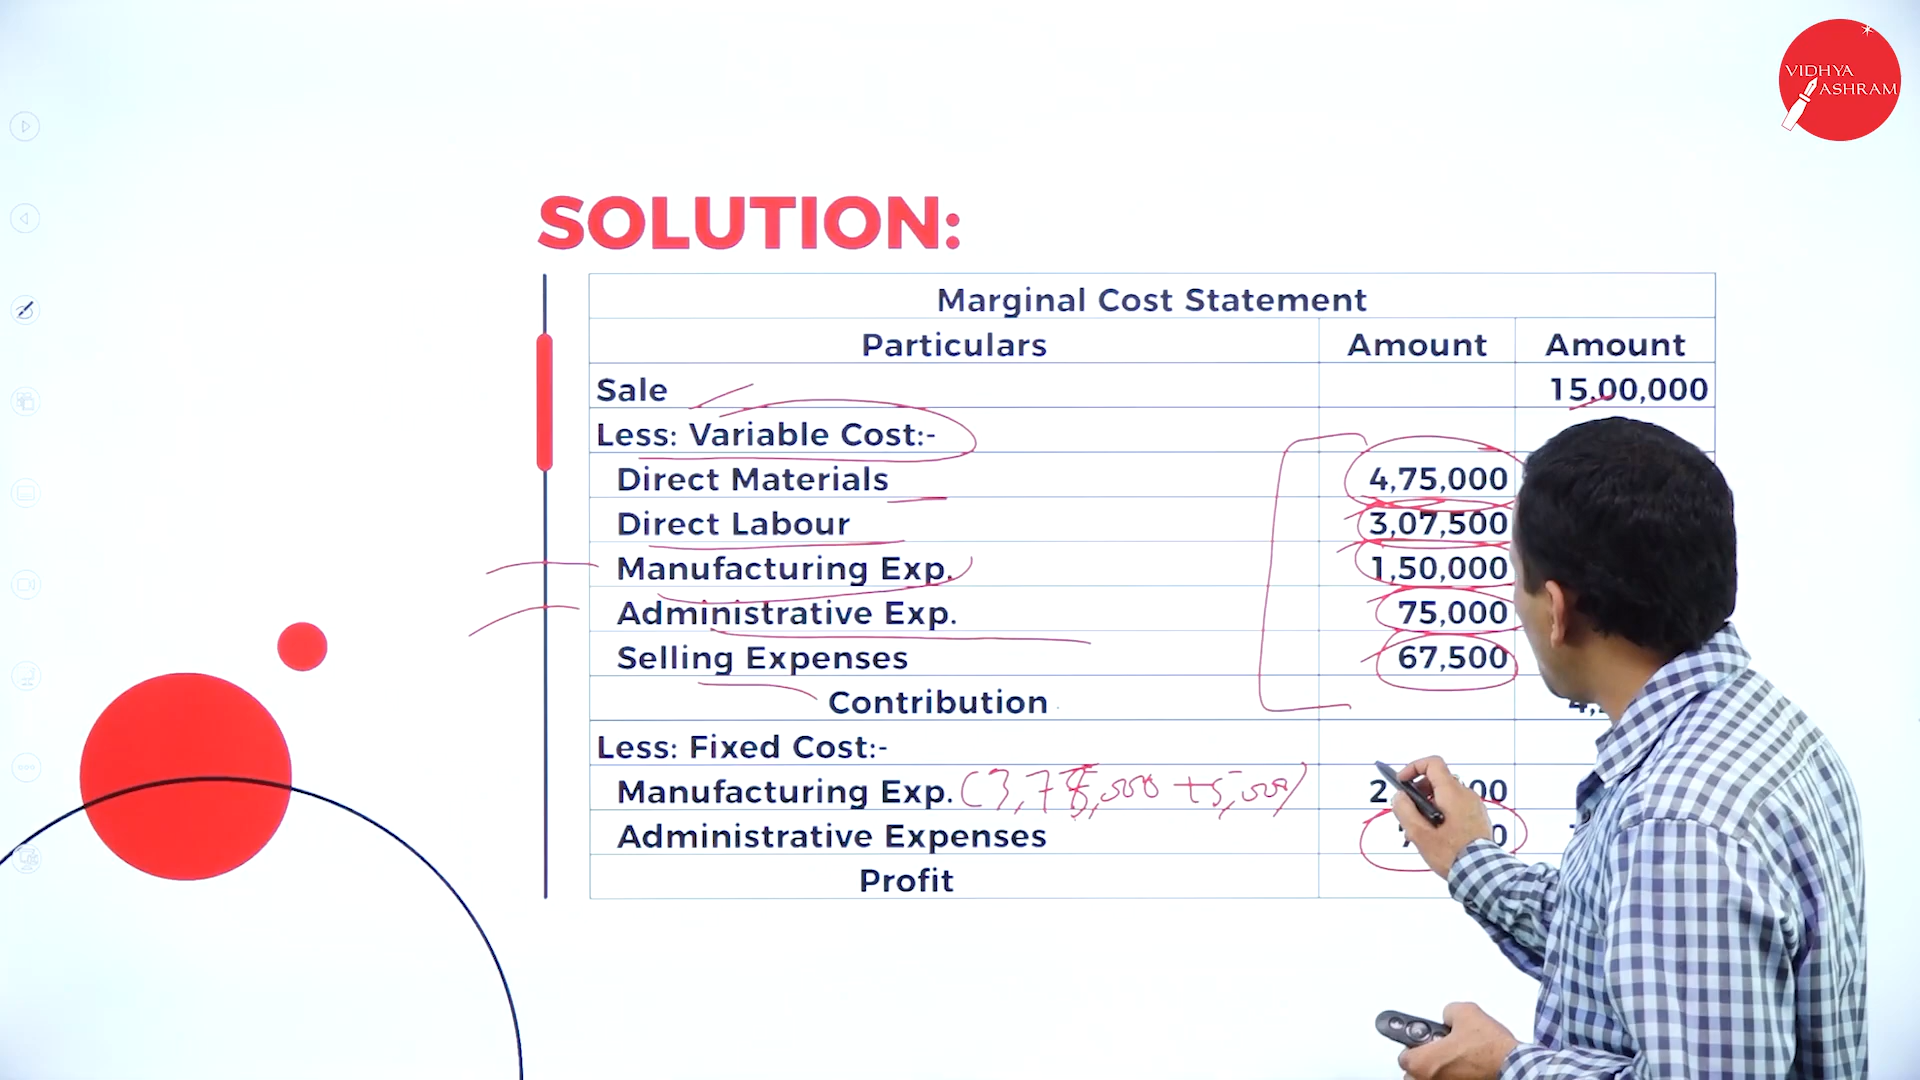 VIDHYA
ASHRAM
SOLUTION:
Marginal Cost Statement
Particulars Amount Amount
Sale 15,00,000
Less: Variable Cost:-
Direct Materials 4,75,000
Direct Labour 3,07,500
Manufacturing Exp. 1,50,000
Administrative Exp. 75,000
Selling Expenses 67,500
Contribution
Less: Fixed Cost:-
Manufacturing Exp.
Administrative Expenses
Profit